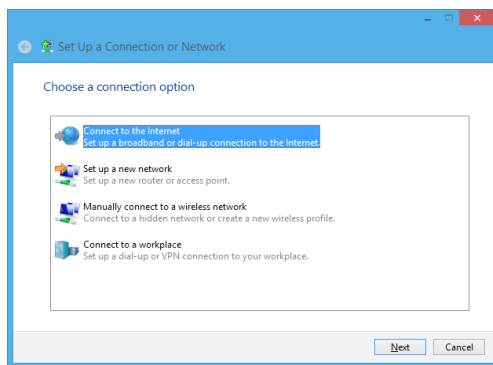 Set Up a Connection or Network
Choose a connection option
Connect to the Internet
Set up a broadband or dial-up connection to the Internet.
Set up a new network
Set up a new router or access point.
Manually connect to a wireless network
Connect to a hidden network or create a new wireless profile.
Connect to a workplace
Set up a dial-up or VPN connection to your workplace.
Next Cancel